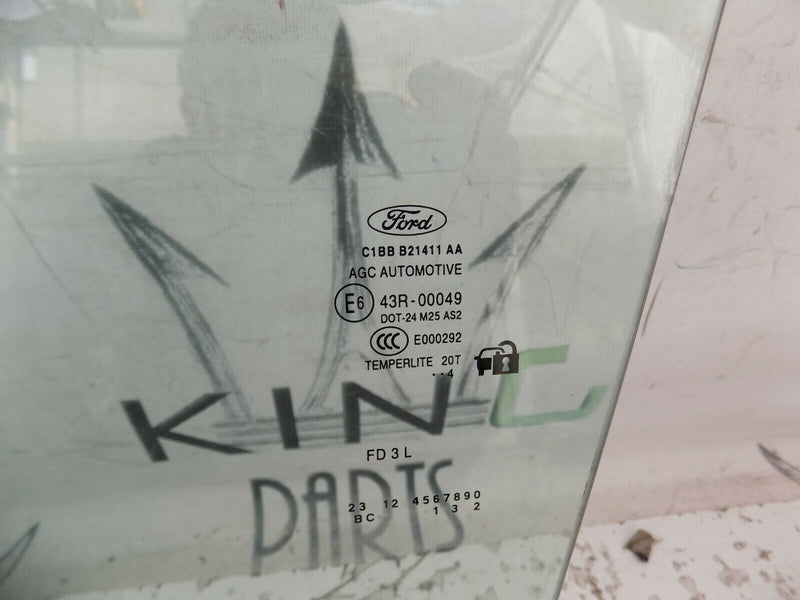 Ford
C1BB B21411 AA
AGC AUTOMOTIVE
E6 43R-00049
DOT-24 M25 AS2
CCC E000292
TEMPERLITE 20T
··4
KING
FD 3 L
PARTS
23 12 4567890
BC 1 3 2